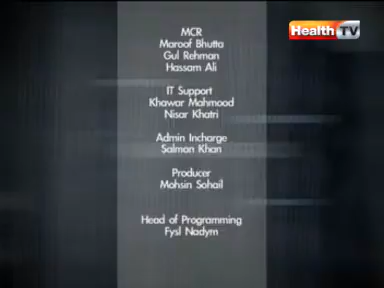 Health TV
MCR
Maroof Bhutta
Gul Rehman
Hassam Ali
IT Support
Khawar Mahmood
Nisar Khatri
Admin Incharge
Salman Khan
Producer
Mohsin Sohail
Head of Programming
Fysl Nadym